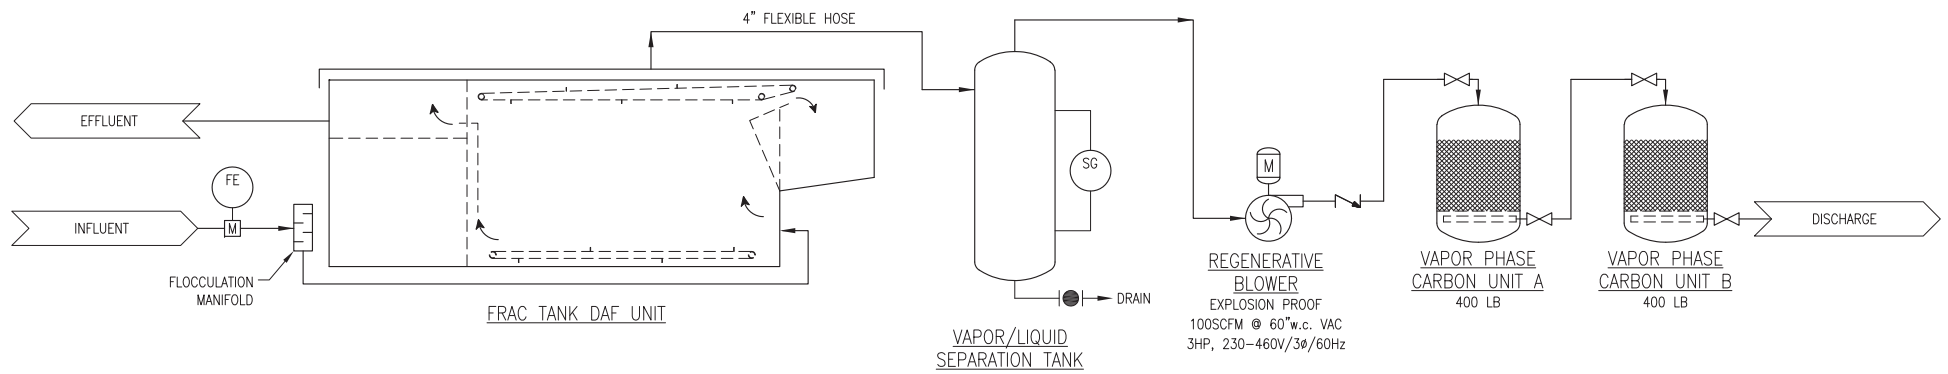 4" FLEXIBLE HOSE
EFFLUENT
FE
INFLUENT
M
FLOCCULATION
MANIFOLD
FRAC TANK DAF UNIT
SG
DRAIN
VAPOR/LIQUID
SEPARATION TANK
M
REGENERATIVE
BLOWER
EXPLOSION PROOF
100SCFM @ 60"w.c. VAC
3HP, 230-460V/3ø/60Hz
VAPOR PHASE
CARBON UNIT A
400 LB
VAPOR PHASE
CARBON UNIT B
400 LB
DISCHARGE